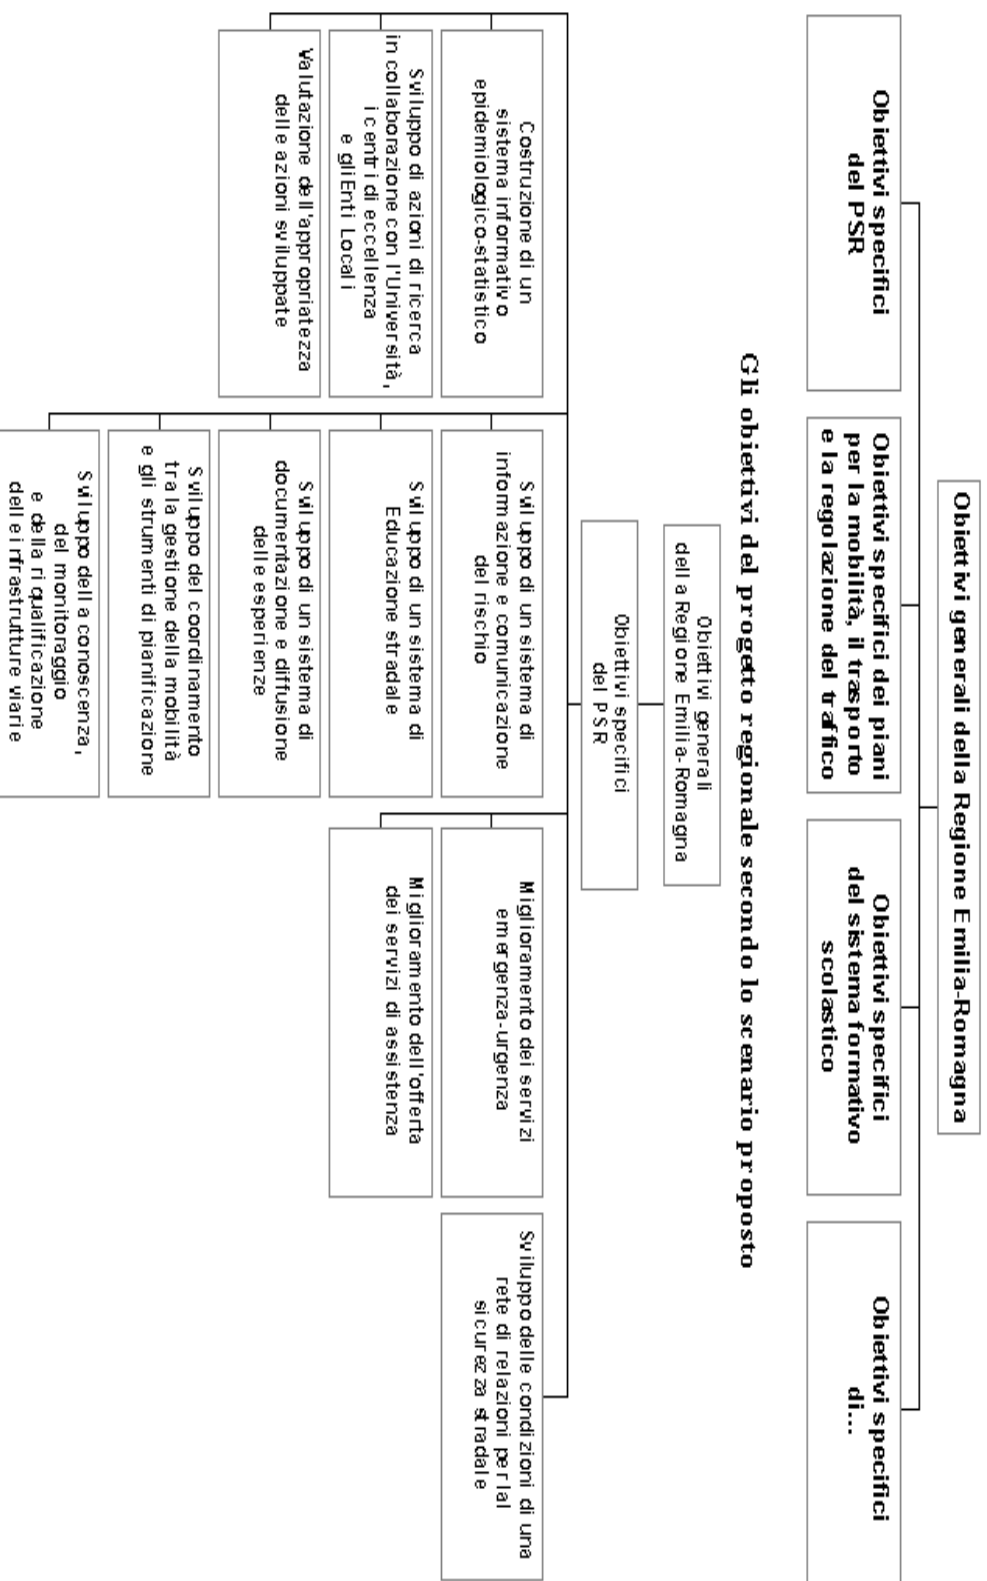 Obiettivi generali della Regione Emilia-Romagna
Obiettivi specifici
del PSR
Obiettivi specifici dei piani
per la mobilità, il trasporto
e la regolazione del traffico
Obiettivi specifici
del sistema formativo
scolastico
Obiettivi specifici
di...
Gli obiettivi del progetto regionale secondo lo scenario proposto
Obiettivi generali
della Regione Emilia-Romagna
Obiettivi specifici
del PSR
Costruzione di un
sistema informativo
epidemiologico-statistico
Sviluppo di azioni di ricerca
in collaborazione con l'Università,
i centri di eccellenza
e gli Enti Locali
Valutazione dell'appropriatezza
delle azioni sviluppate
Sviluppo di un sistema di
informazione e comunicazione
del rischio
Sviluppo di un sistema di
Educazione stradale
Sviluppo di un sistema di
documentazione e diffusione
delle esperienze
Sviluppo del coordinamento
tra la gestione della mobilità
e gli strumenti di pianificazione
Sviluppo della conoscenza,
del monitoraggio
e della riqualificazione
delle infrastrutture viarie
Miglioramento dei servizi
emergenza-urgenza
Miglioramento dell'offerta
dei servizi di assistenza
Sviluppo delle condizioni di una
rete di relazioni per lal
sicurezza stradale